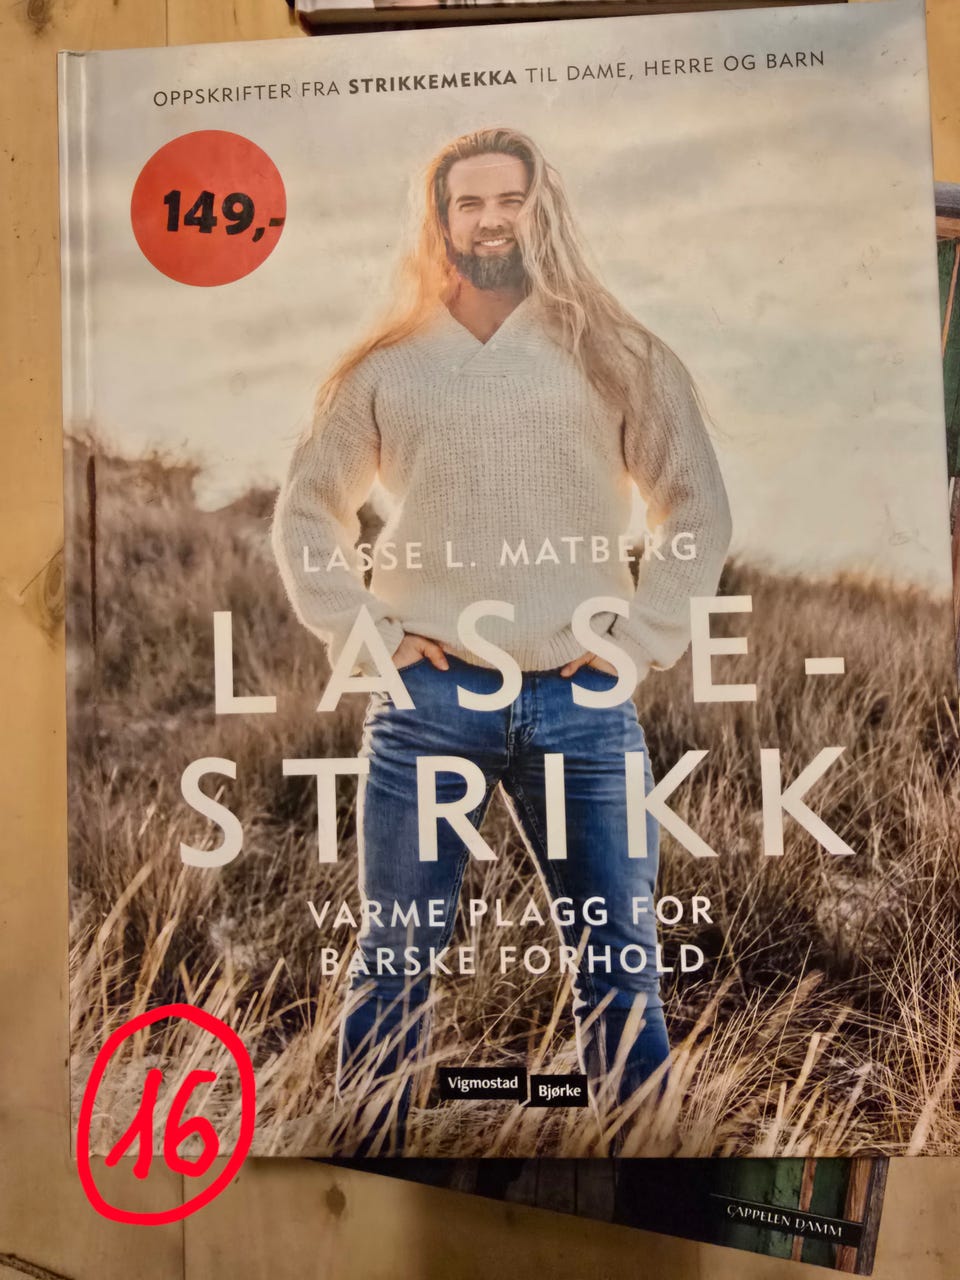 OPPSKRIFTER FRA STRIKKEMEKKA TIL DAME, HERRE OG BARN
149,-
LASSE L. MATBERG
LASSE-
STRIKK
VARME PLAGG FOR
BARSKE FORHOLD
Vigmostad Bjørke
16
CAPPELEN DAMM